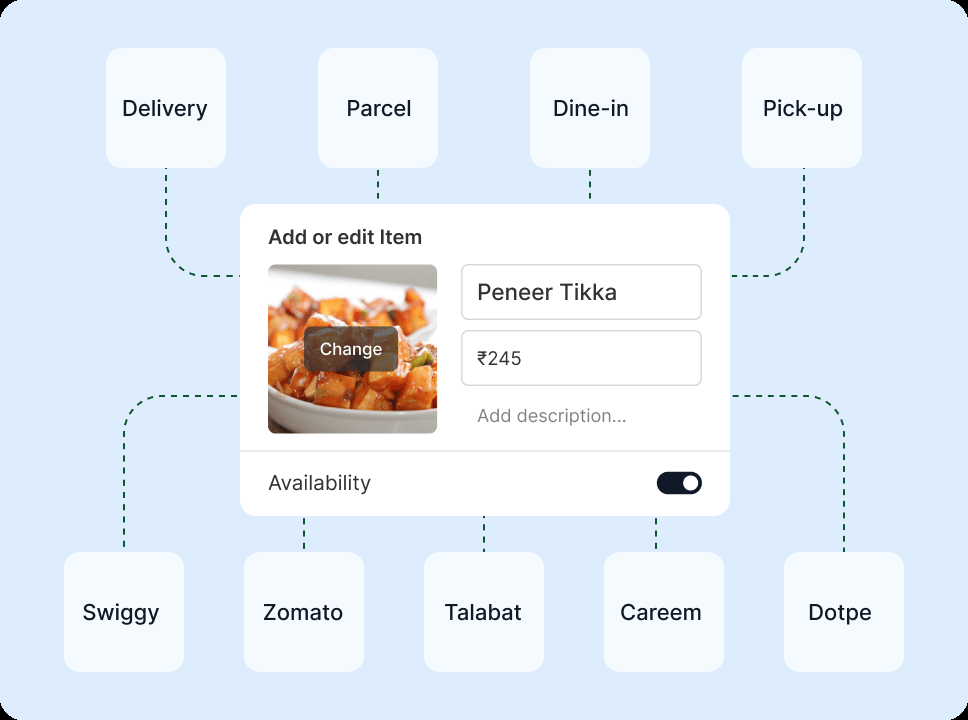 Delivery
Parcel
Dine-in
Pick-up
Add or edit Item
Change
Peneer Tikka
₹245
Add description...
Availability
Swiggy
Zomato
Talabat
Careem
Dotpe